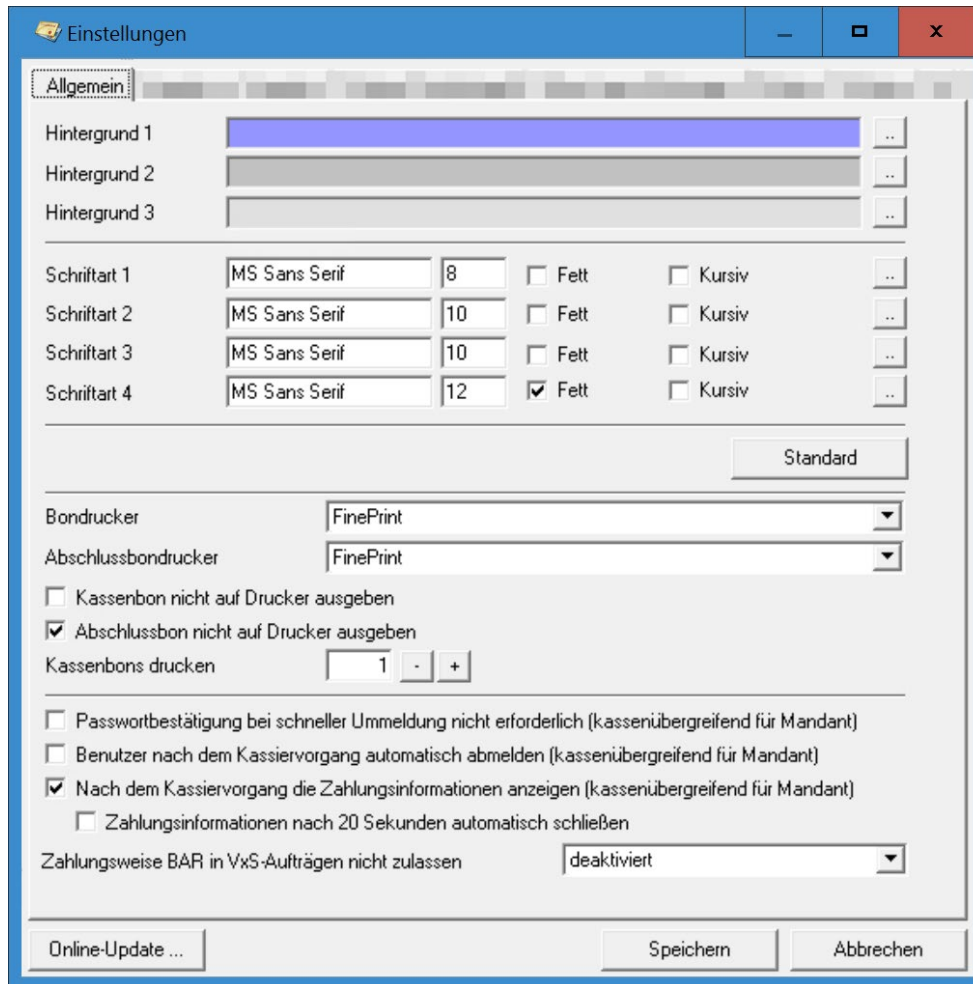 Einstellungen
Allgemein
Hintergrund 1 ..
Hintergrund 2 ..
Hintergrund 3 ..
Schriftart 1 MS Sans Serif 8 Fett Kursiv ..
Schriftart 2 MS Sans Serif 10 Fett Kursiv ..
Schriftart 3 MS Sans Serif 10 Fett Kursiv ..
Schriftart 4 MS Sans Serif 12 Fett Kursiv ..
Standard
Bondrucker FinePrint
Abschlussbondrucker FinePrint
Kassenbon nicht auf Drucker ausgeben
Abschlussbon nicht auf Drucker ausgeben
Kassenbons drucken 1 - +
Passwortbestätigung bei schneller Ummeldung nicht erforderlich (kassenübergreifend für Mandant)
Benutzer nach dem Kassiervorgang automatisch abmelden (kassenübergreifend für Mandant)
Nach dem Kassiervorgang die Zahlungsinformationen anzeigen (kassenübergreifend für Mandant)
Zahlungsinformationen nach 20 Sekunden automatisch schließen
Zahlungsweise BAR in VxS-Aufträgen nicht zulassen deaktiviert
Online-Update ... Speichern Abbrechen